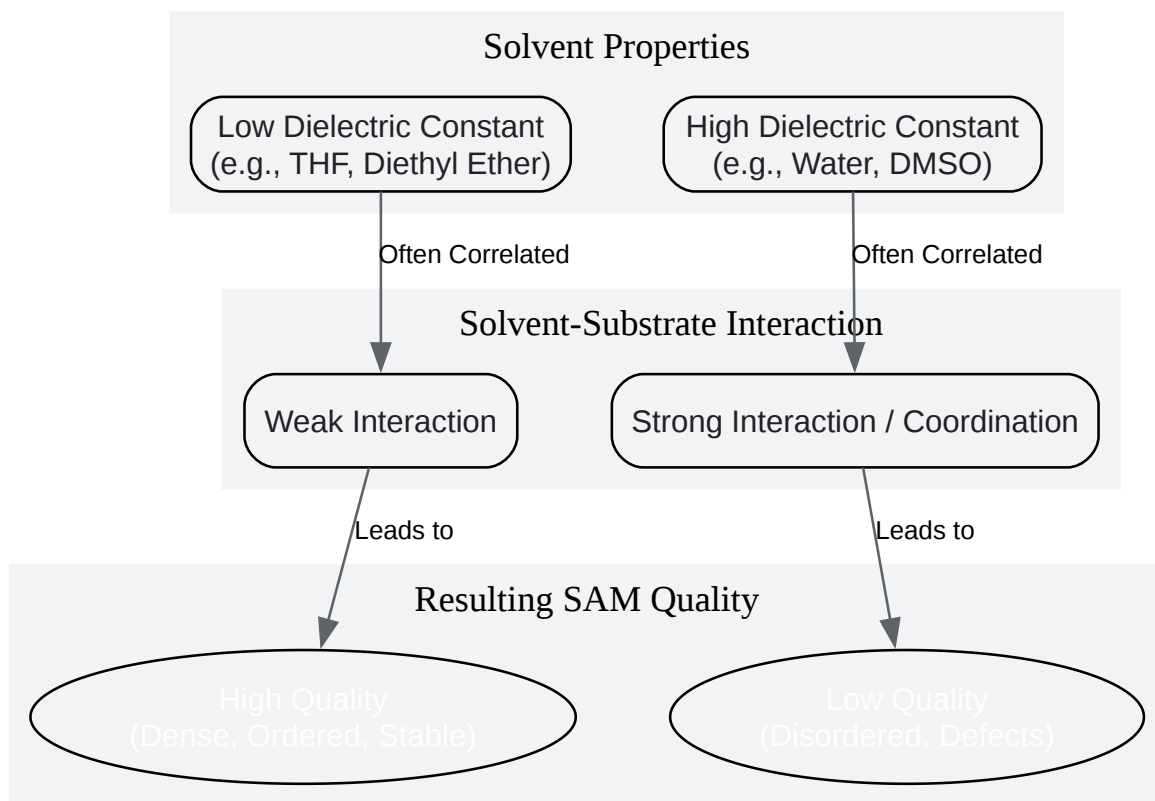 Solvent Properties
Low Dielectric Constant
(e.g., THF, Diethyl Ether)
High Dielectric Constant
(e.g., Water, DMSO)
Often Correlated
Often Correlated
Solvent-Substrate Interaction
Weak Interaction
Strong Interaction / Coordination
Leads to
Leads to
Resulting SAM Quality
High Quality
(Dense, Ordered, Stable)
Low Quality
(Disordered, Defects)